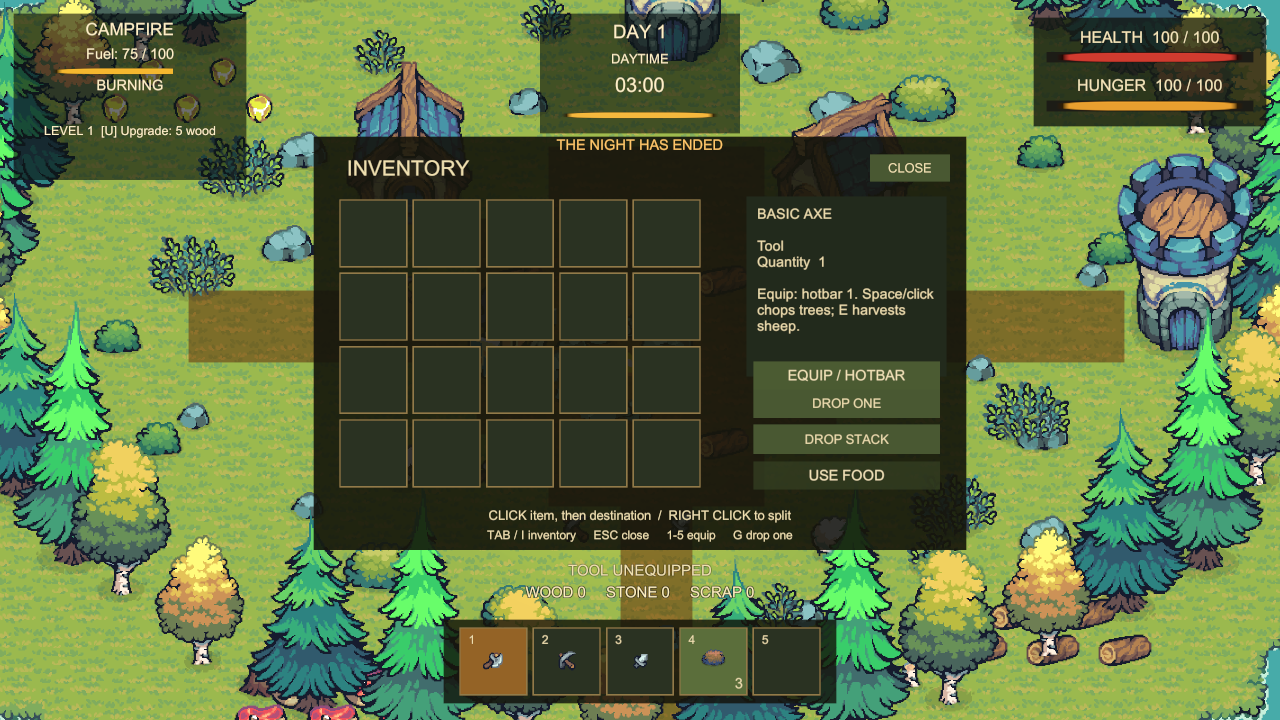 CAMPFIRE
Fuel: 75 / 100
BURNING
LEVEL 1 [U] Upgrade: 5 wood
DAY 1
DAYTIME
03:00
HEALTH 100 / 100
HUNGER 100 / 100
THE NIGHT HAS ENDED
INVENTORY
CLOSE
BASIC AXE
Tool
Quantity 1
Equip: hotbar 1. Space/click
chops trees; E harvests
sheep.
EQUIP / HOTBAR
DROP ONE
DROP STACK
USE FOOD
CLICK item, then destination / RIGHT CLICK to split
TAB / I inventory ESC close 1-5 equip G drop one
TOOL UNEQUIPPED
WOOD 0 STONE 0 SCRAP 0
1 2 3 4 5
3